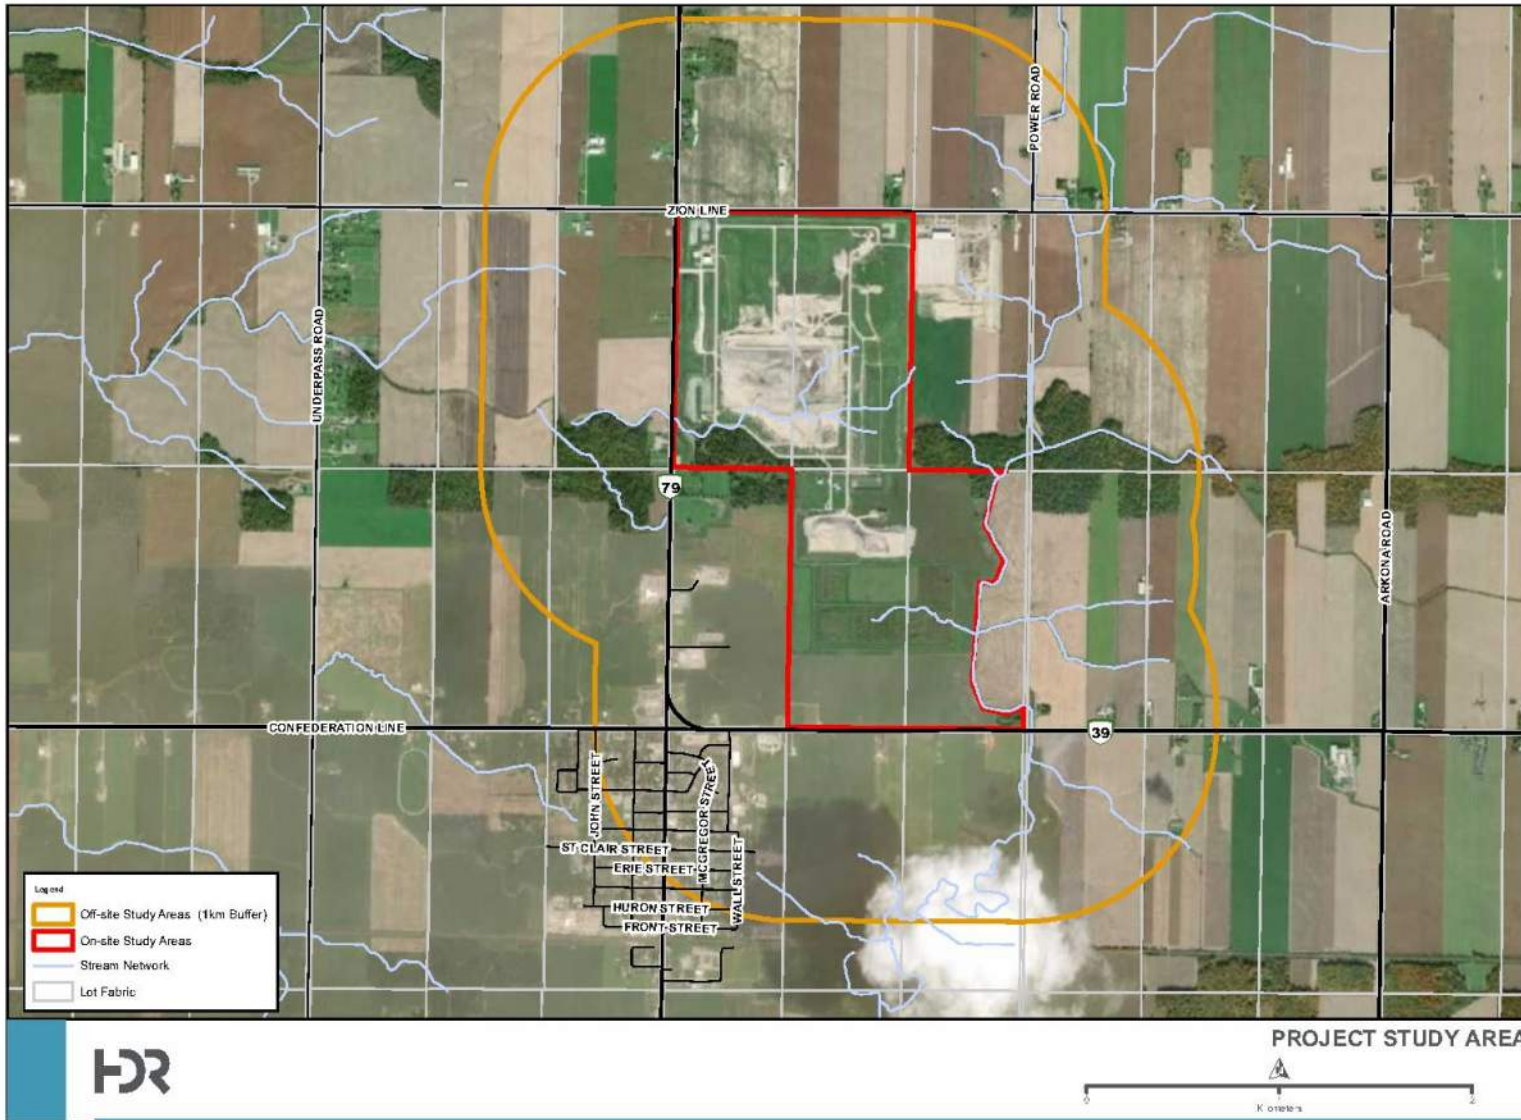 POWER ROAD
ZION LINE
UNDERPASS ROAD
79
ARKONA ROAD
CONFEDERATION LINE
39
JOHN STREET
MCGREGOR STREET
ST CLAIR STREET
ERIE STREET
WALL STREET
HURON STREET
FRONT STREET
Legend
Off-site Study Areas (1km Buffer)
On-site Study Areas
Stream Network
Lot Fabric
HDR
PROJECT STUDY AREA
0 1 2
Kilometers